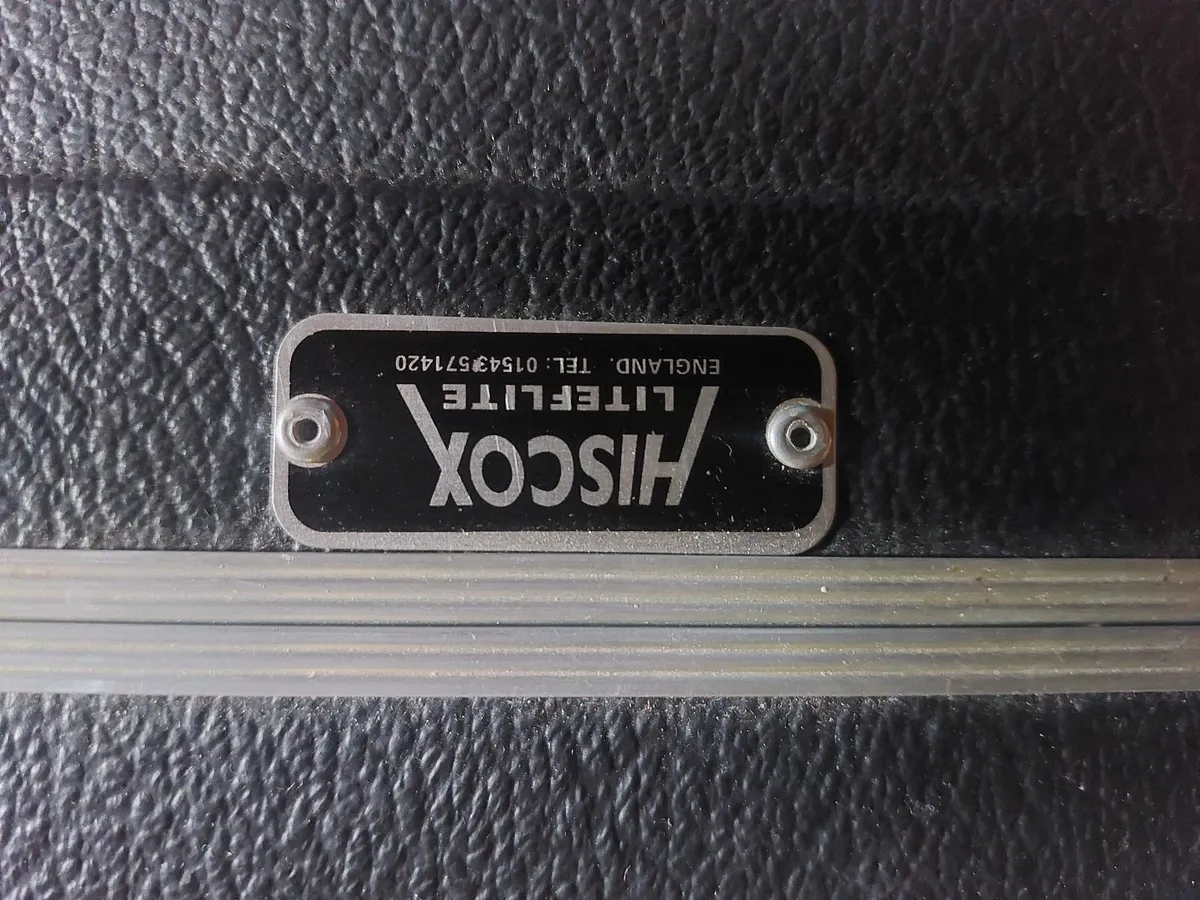 HISCOX
LITEFLITE
ENGLAND. TEL: 01543 571420